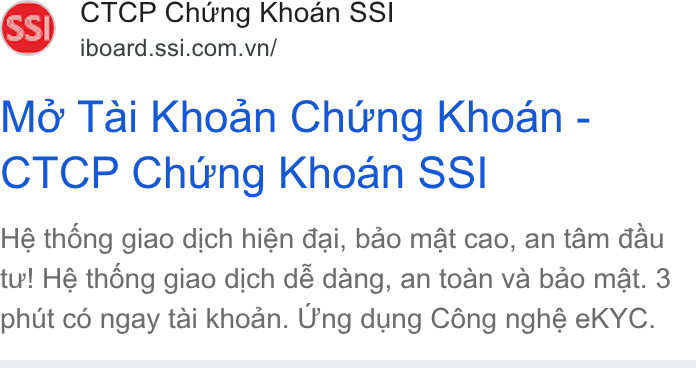 SSI
CTCP Chứng Khoán SSI
iboard.ssi.com.vn/
Mở Tài Khoản Chứng Khoán -
CTCP Chứng Khoán SSI
Hệ thống giao dịch hiện đại, bảo mật cao, an tâm đầu
tư! Hệ thống giao dịch dễ dàng, an toàn và bảo mật. 3
phút có ngay tài khoản. Ứng dụng Công nghệ eKYC.